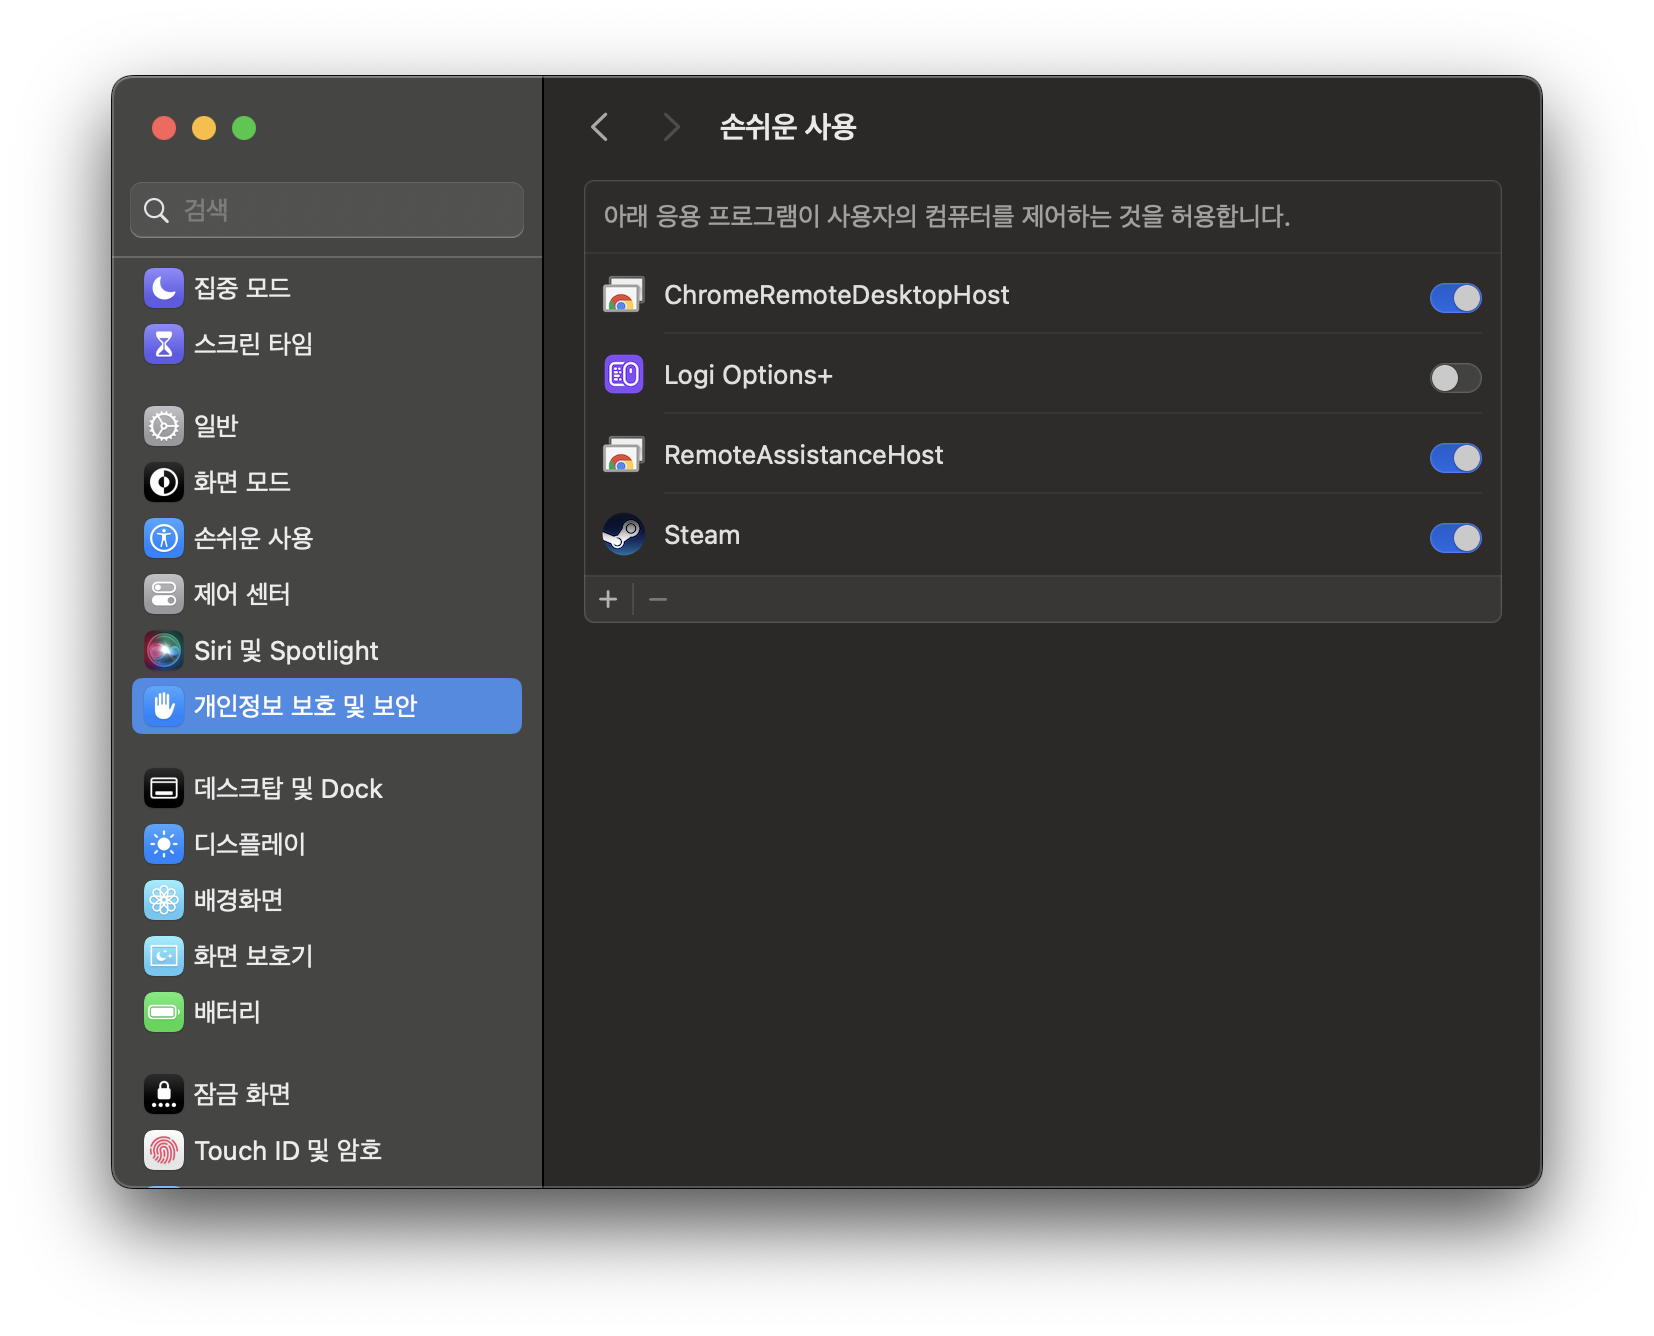 검색
집중 모드
스크린 타임
일반
화면 모드
손쉬운 사용
제어 센터
Siri 및 Spotlight
개인정보 보호 및 보안
데스크탑 및 Dock
디스플레이
배경화면
화면 보호기
배터리
잠금 화면
Touch ID 및 암호
손쉬운 사용
아래 응용 프로그램이 사용자의 컴퓨터를 제어하는 것을 허용합니다.
ChromeRemoteDesktopHost
Logi Options+
RemoteAssistanceHost
Steam